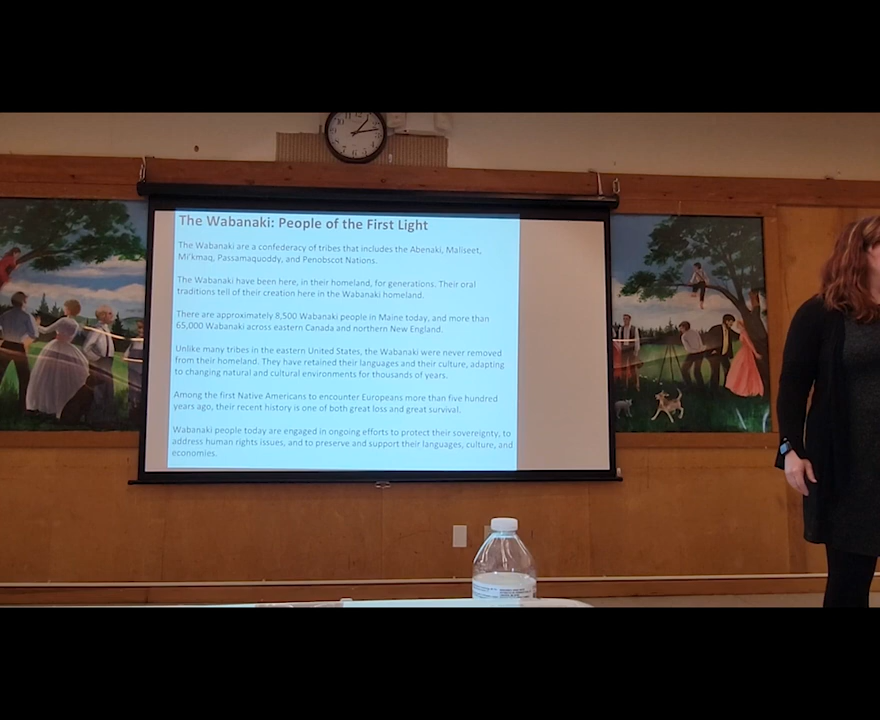 The Wabanaki: People of the First Light
The Wabanaki are a confederacy of tribes that includes the Abenaki, Maliseet,
Mi'kmaq, Passamaquoddy, and Penobscot Nations.
The Wabanaki have been here, in their homeland, for generations. Their oral
traditions tell of their creation here in the Wabanaki homeland.
There are approximately 8,500 Wabanaki people in Maine today, and more than
65,000 Wabanaki across eastern Canada and northern New England.
Unlike many tribes in the eastern United States, the Wabanaki were never removed
from their homeland. They have retained their languages and their culture, adapting
to changing natural and cultural environments for thousands of years.
Among the first Native Americans to encounter Europeans more than five hundred
years ago, their recent history is one of both great loss and great survival.
Wabanaki people today are engaged in ongoing efforts to protect their sovereignty, to
address human rights issues, and to preserve and support their languages, culture, and
economies.